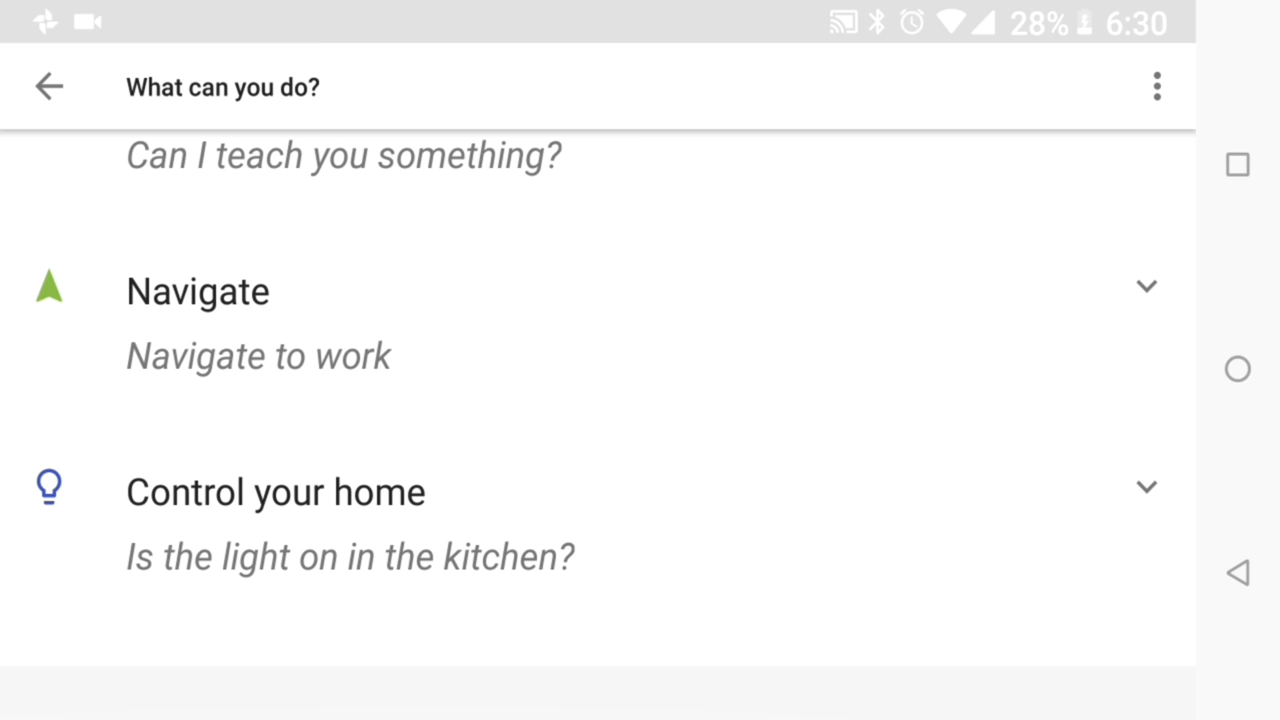 28% 6:30
What can you do?
Can I teach you something?
Navigate
Navigate to work
Control your home
Is the light on in the kitchen?